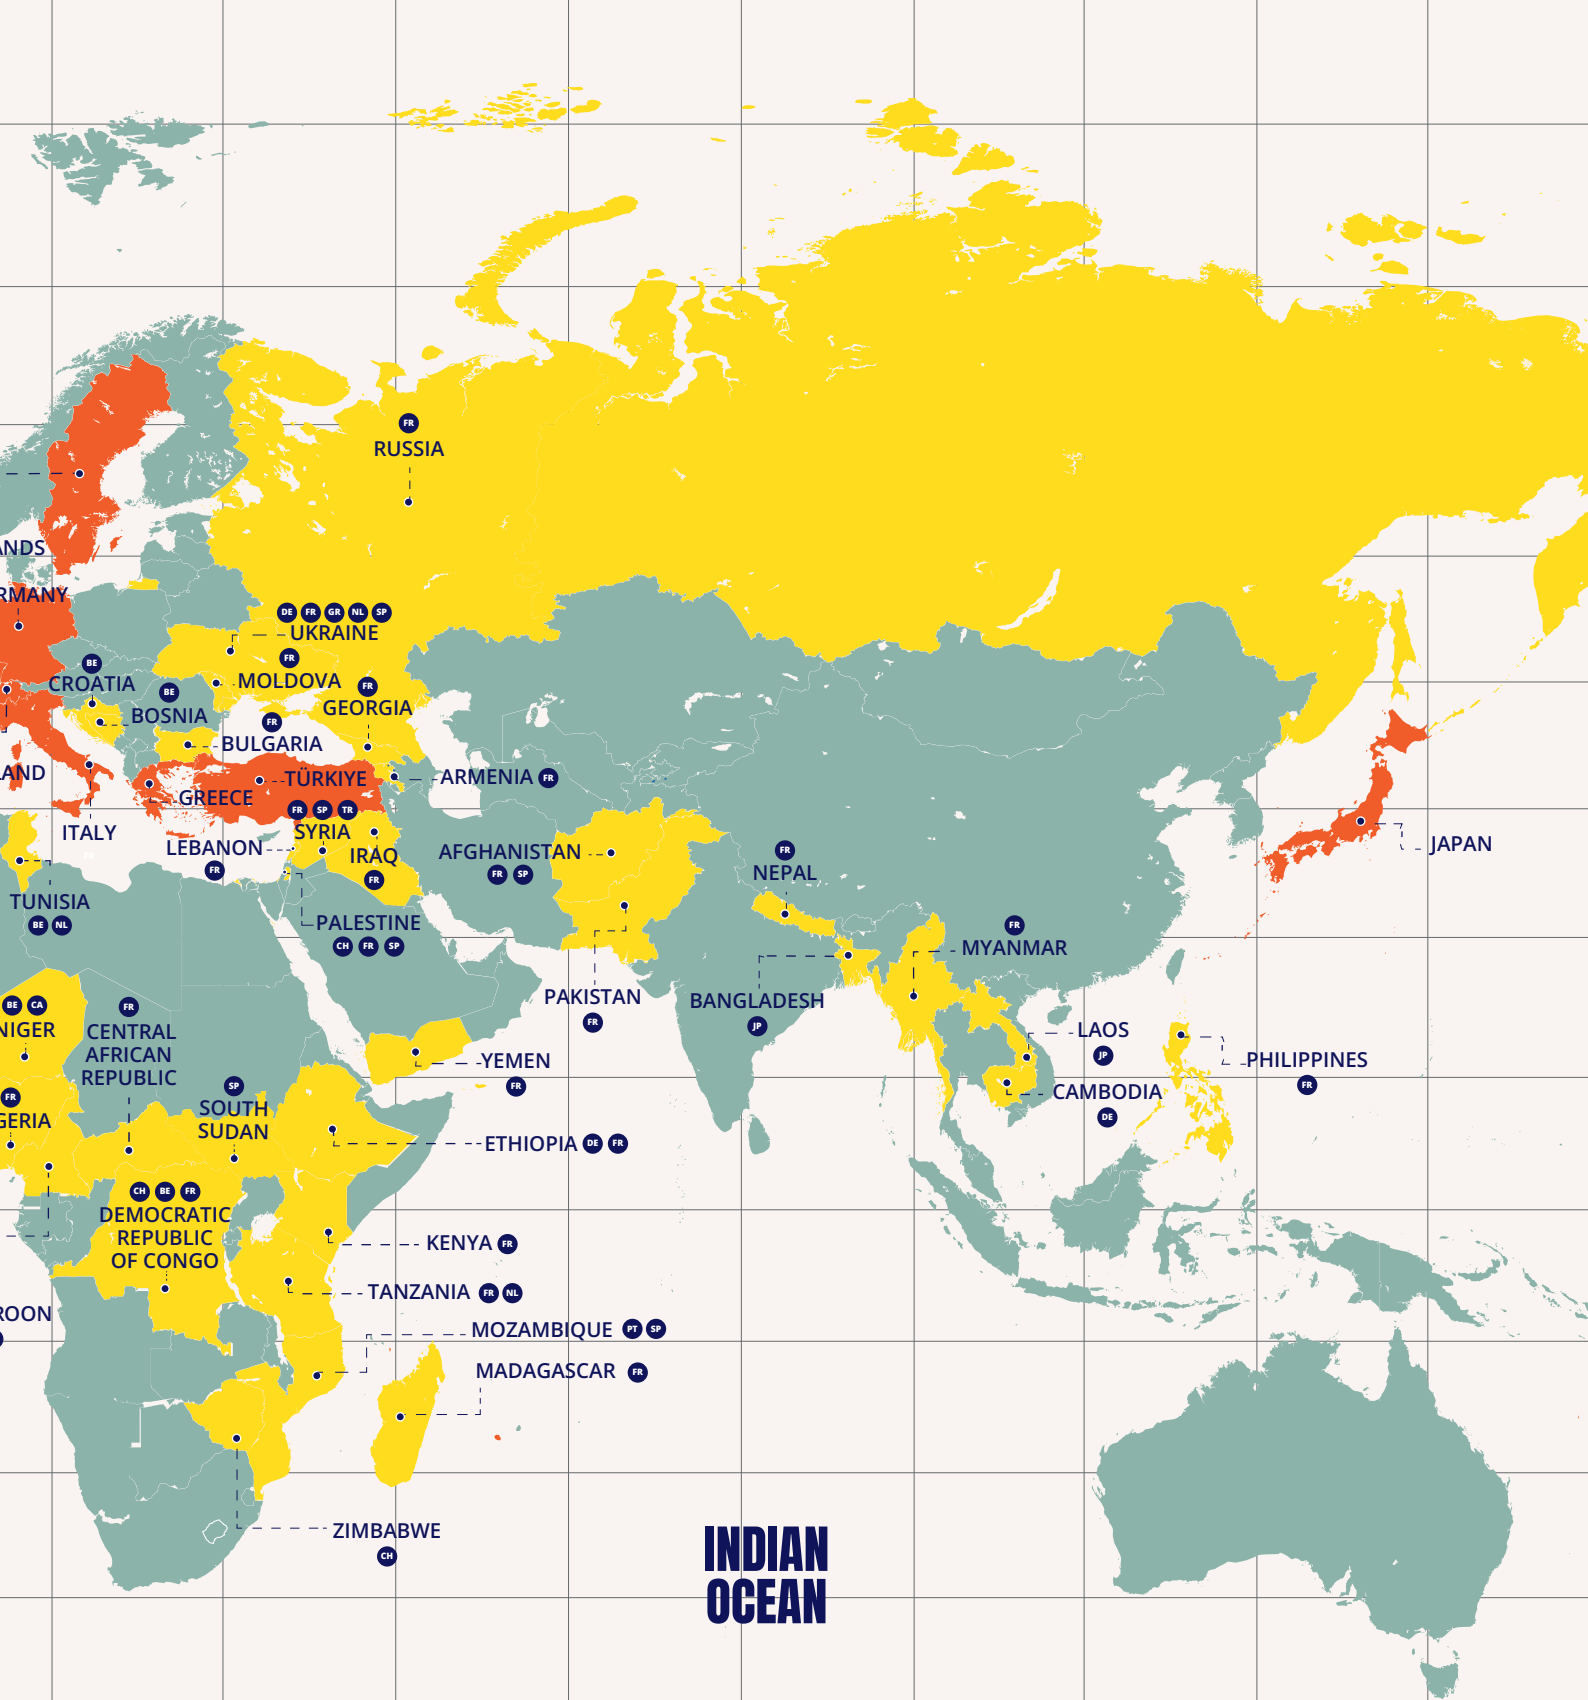 FR
RUSSIA
ANDS
RMANY
DE FR GR NL SP
UKRAINE
FR
MOLDOVA
BE
CROATIA
BE
BOSNIA
FR
GEORGIA
FR
BULGARIA
LAND
TÜRKIYE
ARMENIA FR
GREECE
FR SP TR
SYRIA
ITALY
LEBANON
FR
IRAQ
FR
AFGHANISTAN
FR SP
FR
NEPAL
JAPAN
TUNISIA
BE NL
PALESTINE
CH FR SP
FR
MYANMAR
PAKISTAN
FR
BANGLADESH
JP
BE CA
NIGER
FR
CENTRAL
AFRICAN
REPUBLIC
LAOS
JP
PHILIPPINES
FR
YEMEN
FR
CAMBODIA
DE
FR
GERIA
SP
SOUTH
SUDAN
ETHIOPIA DE FR
CH BE FR
DEMOCRATIC
REPUBLIC
OF CONGO
KENYA FR
TANZANIA FR NL
ROON
MOZAMBIQUE PT SP
MADAGASCAR FR
ZIMBABWE
CH
INDIAN
OCEAN